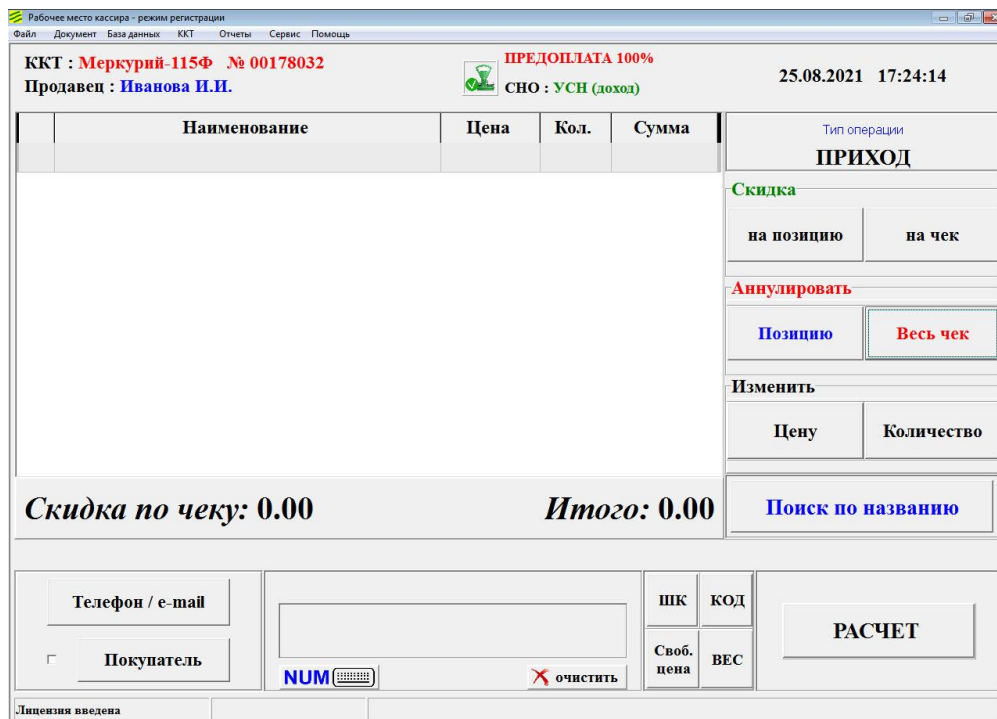 Рабочее место кассира - режим регистрации
Файл Документ База данных ККТ Отчеты Сервис Помощь
ККТ : Меркурий-115Ф № 00178032
Продавец : Иванова И.И.
ПРЕДОПЛАТА 100%
СНО : УСН (доход)
25.08.2021 17:24:14
Наименование Цена Кол. Сумма
Тип операции
ПРИХОД
Скидка
на позицию на чек
Аннулировать
Позицию Весь чек
Изменить
Цену Количество
Скидка по чеку: 0.00 Итого: 0.00
Поиск по названию
Телефон / e-mail
Покупатель
NUM
очистить
ШК КОД
Своб.
цена
ВЕС
РАСЧЕТ
Лицензия введена